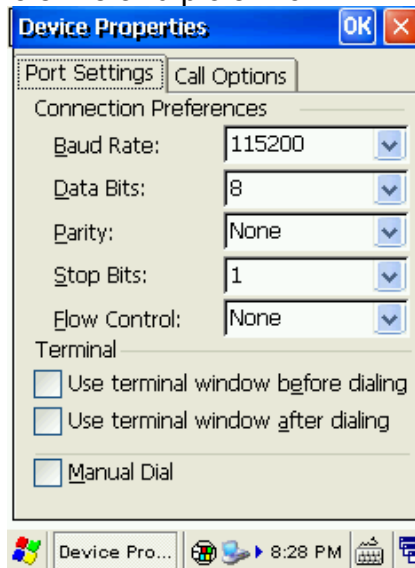 Device Properties OK
Port Settings Call Options
Connection Preferences
Baud Rate: 115200
Data Bits: 8
Parity: None
Stop Bits: 1
Flow Control: None
Terminal
Use terminal window before dialing
Use terminal window after dialing
Manual Dial
Device Pro... 8:28 PM